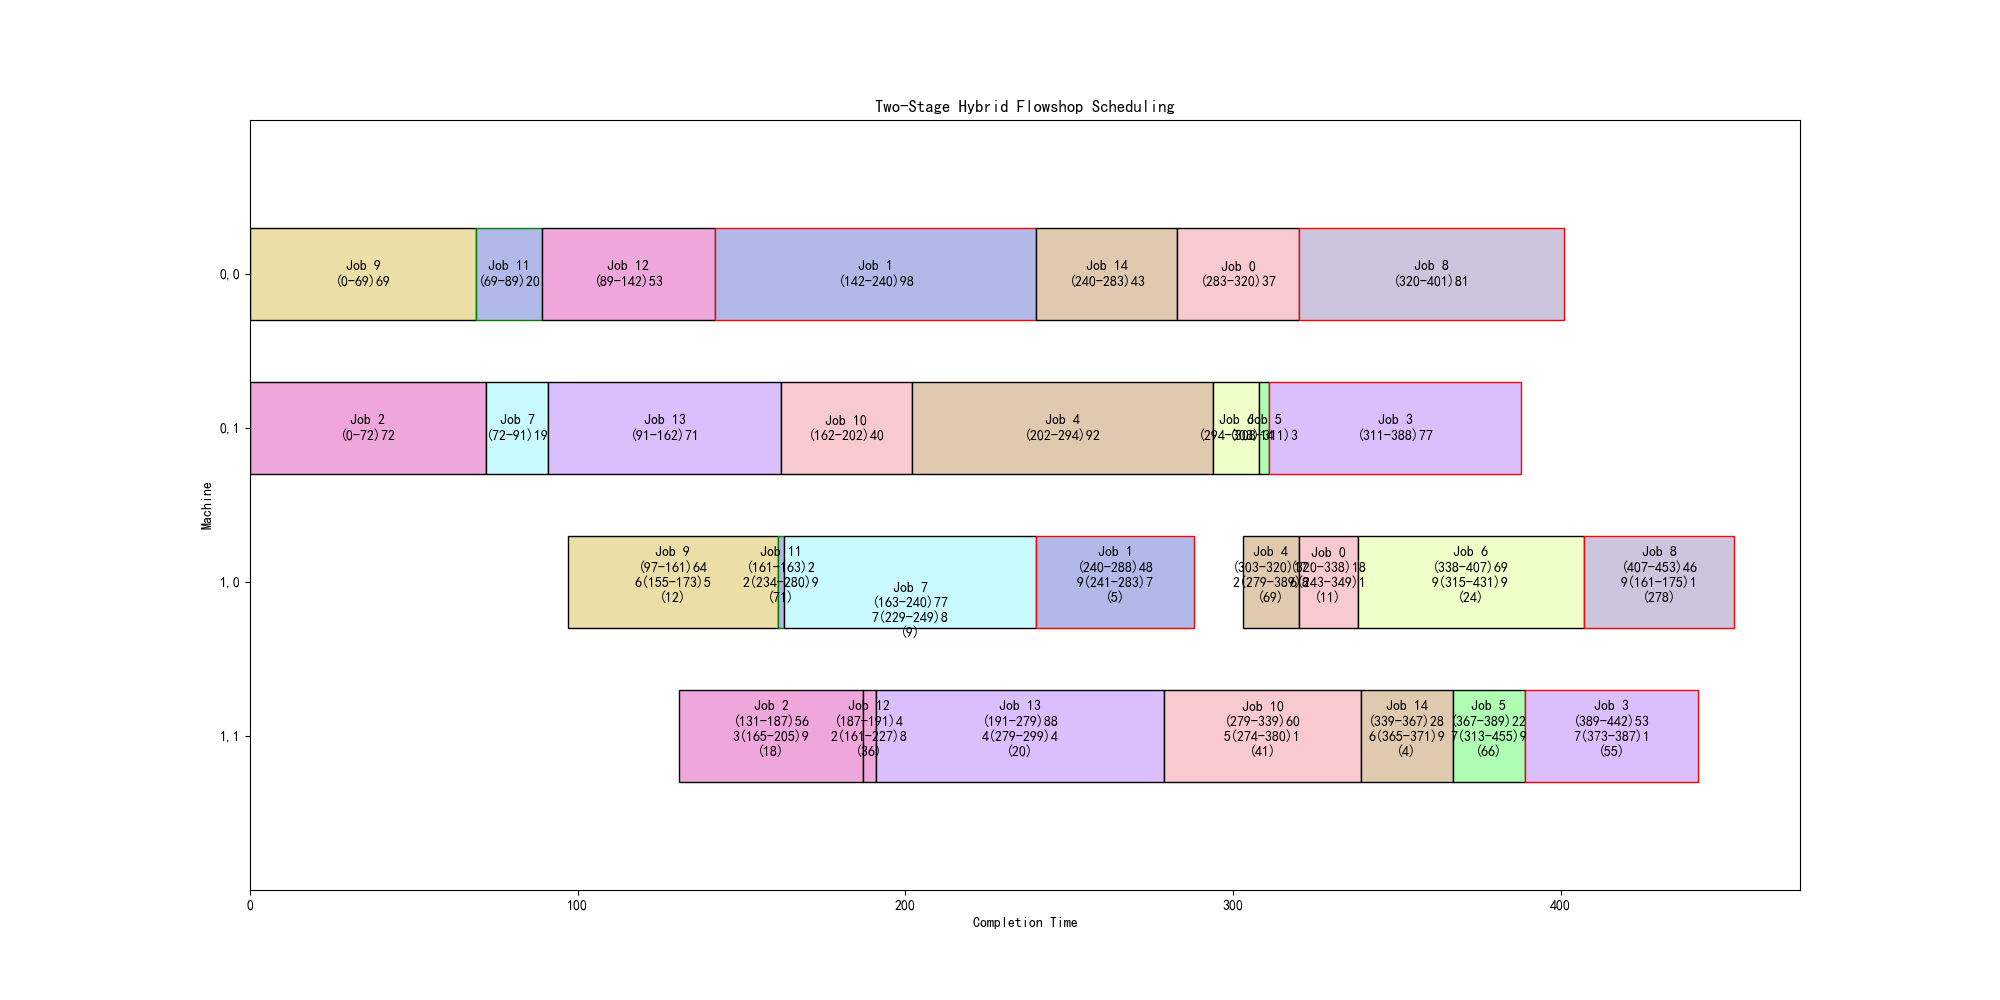 Two-Stage Hybrid Flowshop Scheduling
Machine
0,0
Job 9
(0-69)69
Job 11
(69-89)20
Job 12
(89-142)53
Job 1
(142-240)98
Job 14
(240-283)43
Job 0
(283-320)37
Job 8
(320-401)81
0,1
Job 2
(0-72)72
Job 7
(72-91)19
Job 13
(91-162)71
Job 10
(162-202)40
Job 4
(202-294)92
Job 6
(294-308)14
Job 5
(308-311)3
Job 3
(311-388)77
1,0
Job 9
(97-161)64
6(155-173)5
(12)
Job 11
(161-163)2
2(234-280)9
(71)
Job 7
(163-240)77
7(229-249)8
(9)
Job 1
(240-288)48
9(241-283)7
(5)
Job 4
(303-320)17
(69)
Job 0
(320-338)18
(11)
Job 6
(338-407)69
9(315-431)9
(24)
Job 8
(407-453)46
9(161-175)1
(278)
1,1
Job 2
(131-187)56
3(165-205)9
(18)
Job 12
(187-191)4
2(161-227)8
(36)
Job 13
(191-279)88
4(279-299)4
(20)
Job 10
(279-339)60
5(274-380)1
(41)
Job 14
(339-367)28
6(365-371)9
(4)
Job 5
(367-389)22
7(313-455)9
(66)
Job 3
(389-442)53
7(373-387)1
(55)
0
100
200
300
400
Completion Time